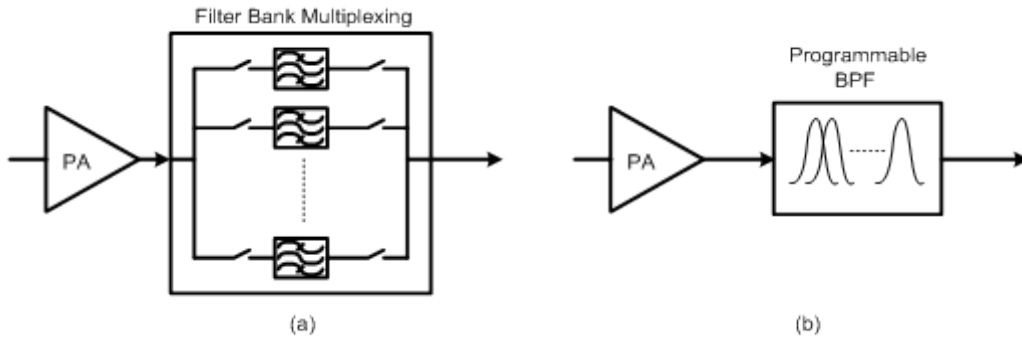 Filter Bank Multiplexing
PA
(a)
Programmable
BPF
PA
(b)